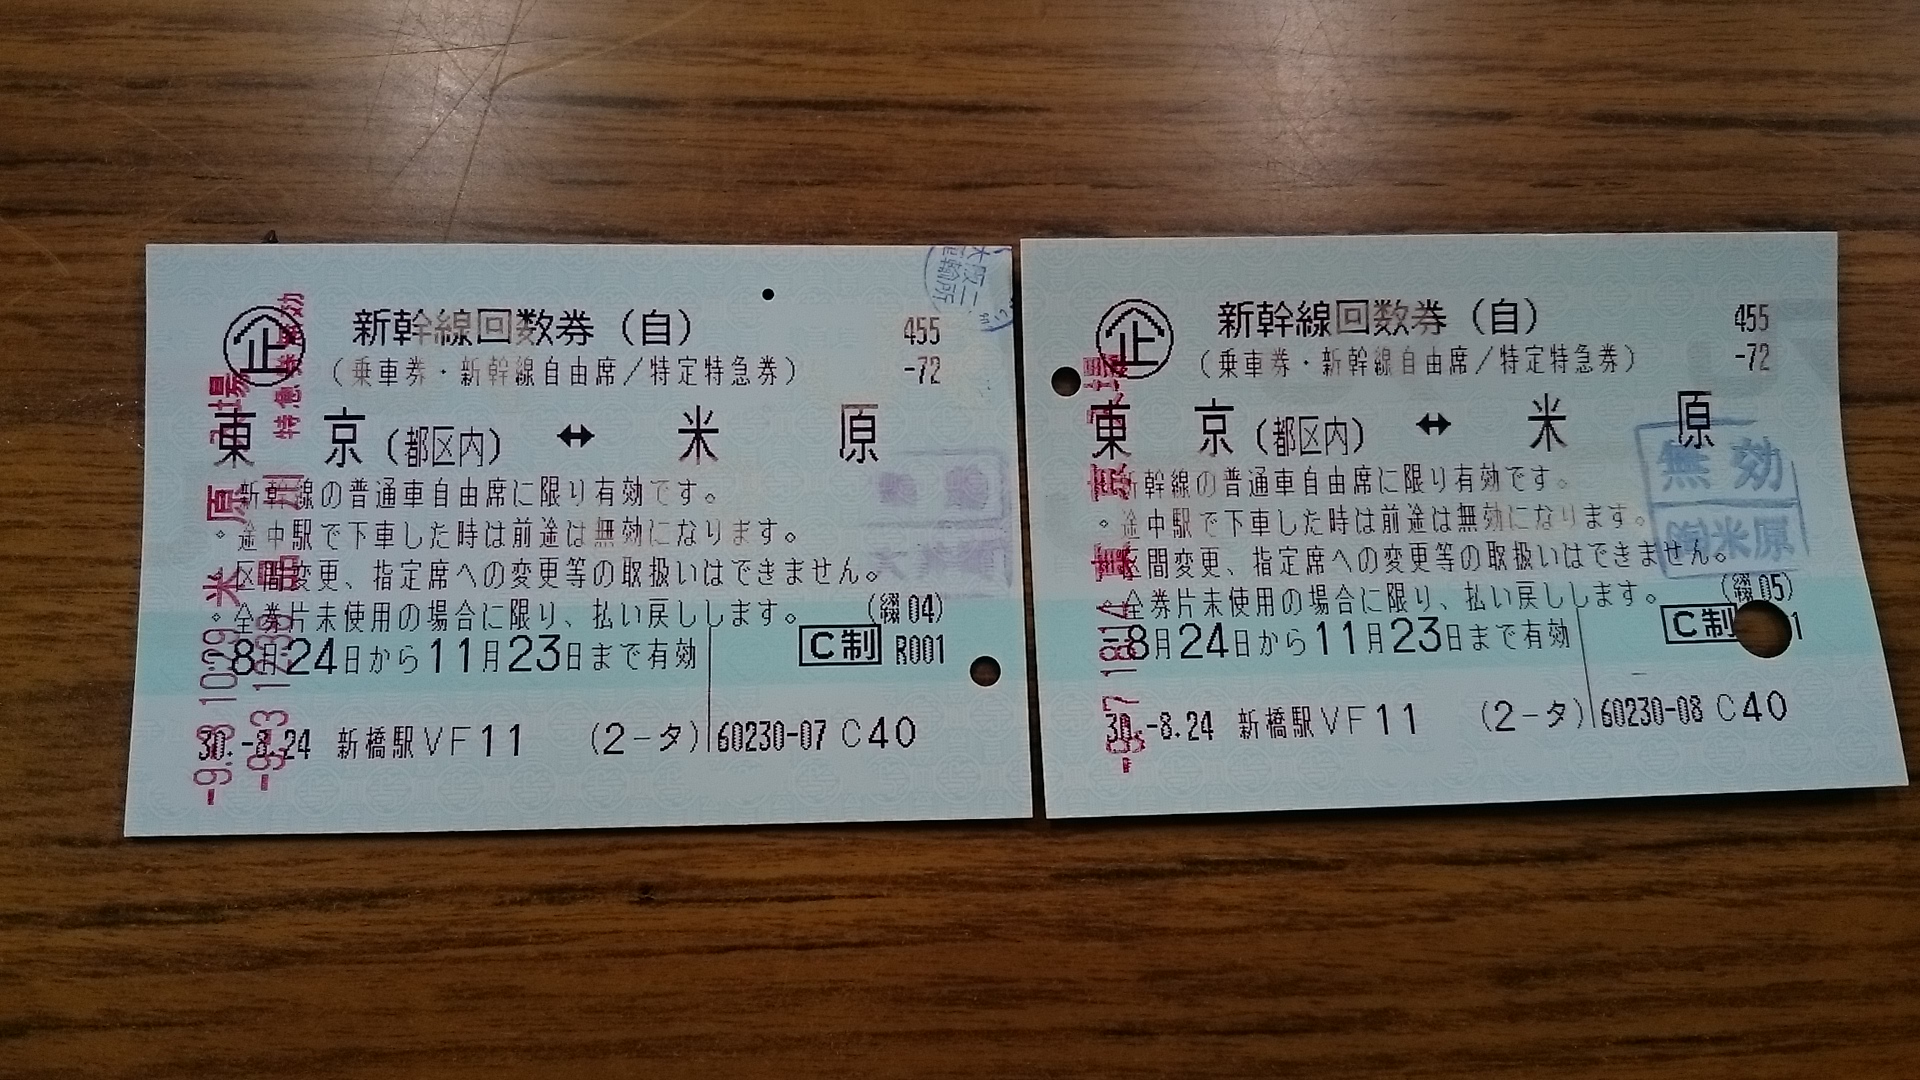 企
新幹線回数券（自）
455
（乗車券・新幹線自由席／特定特急券）
-72
東京（都区内）↔米原
新幹線の普通車自由席に限り有効です。
。途中駅で下車した時は前途は無効になります。
区間変更、指定席への変更等の取扱いはできません。
。全券片未使用の場合に限り、払い戻しします。
（綴04）
8月24日から11月23日まで有効
C制
R001
30.-8.24 新橋駅VF11 （2-タ） 60230-07 C40
米原
品川
企
新幹線回数券（自）
455
（乗車券・新幹線自由席／特定特急券）
-72
東京（都区内）↔米原
新幹線の普通車自由席に限り有効です。
。途中駅で下車した時は前途は無効になります。
区間変更、指定席への変更等の取扱いはできません。
全券片未使用の場合に限り、払い戻しします。
（綴05）
8月24日から11月23日まで有効
C制
1
30.-8.24 新橋駅VF11 （2-タ） 60230-08 C40
東京
無効
米原